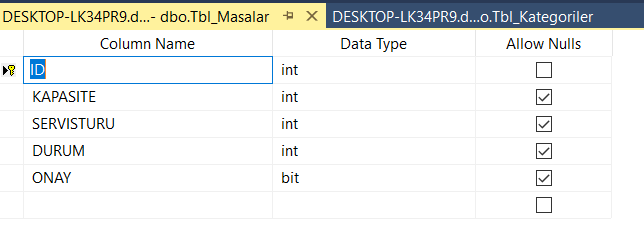 DESKTOP-LK34PR9.d...- dbo.Tbl_Masalar DESKTOP-LK34PR9.d...o.Tbl_Kategoriler
Column Name Data Type Allow Nulls
ID int
KAPASITE int
SERVISTURU int
DURUM int
ONAY bit